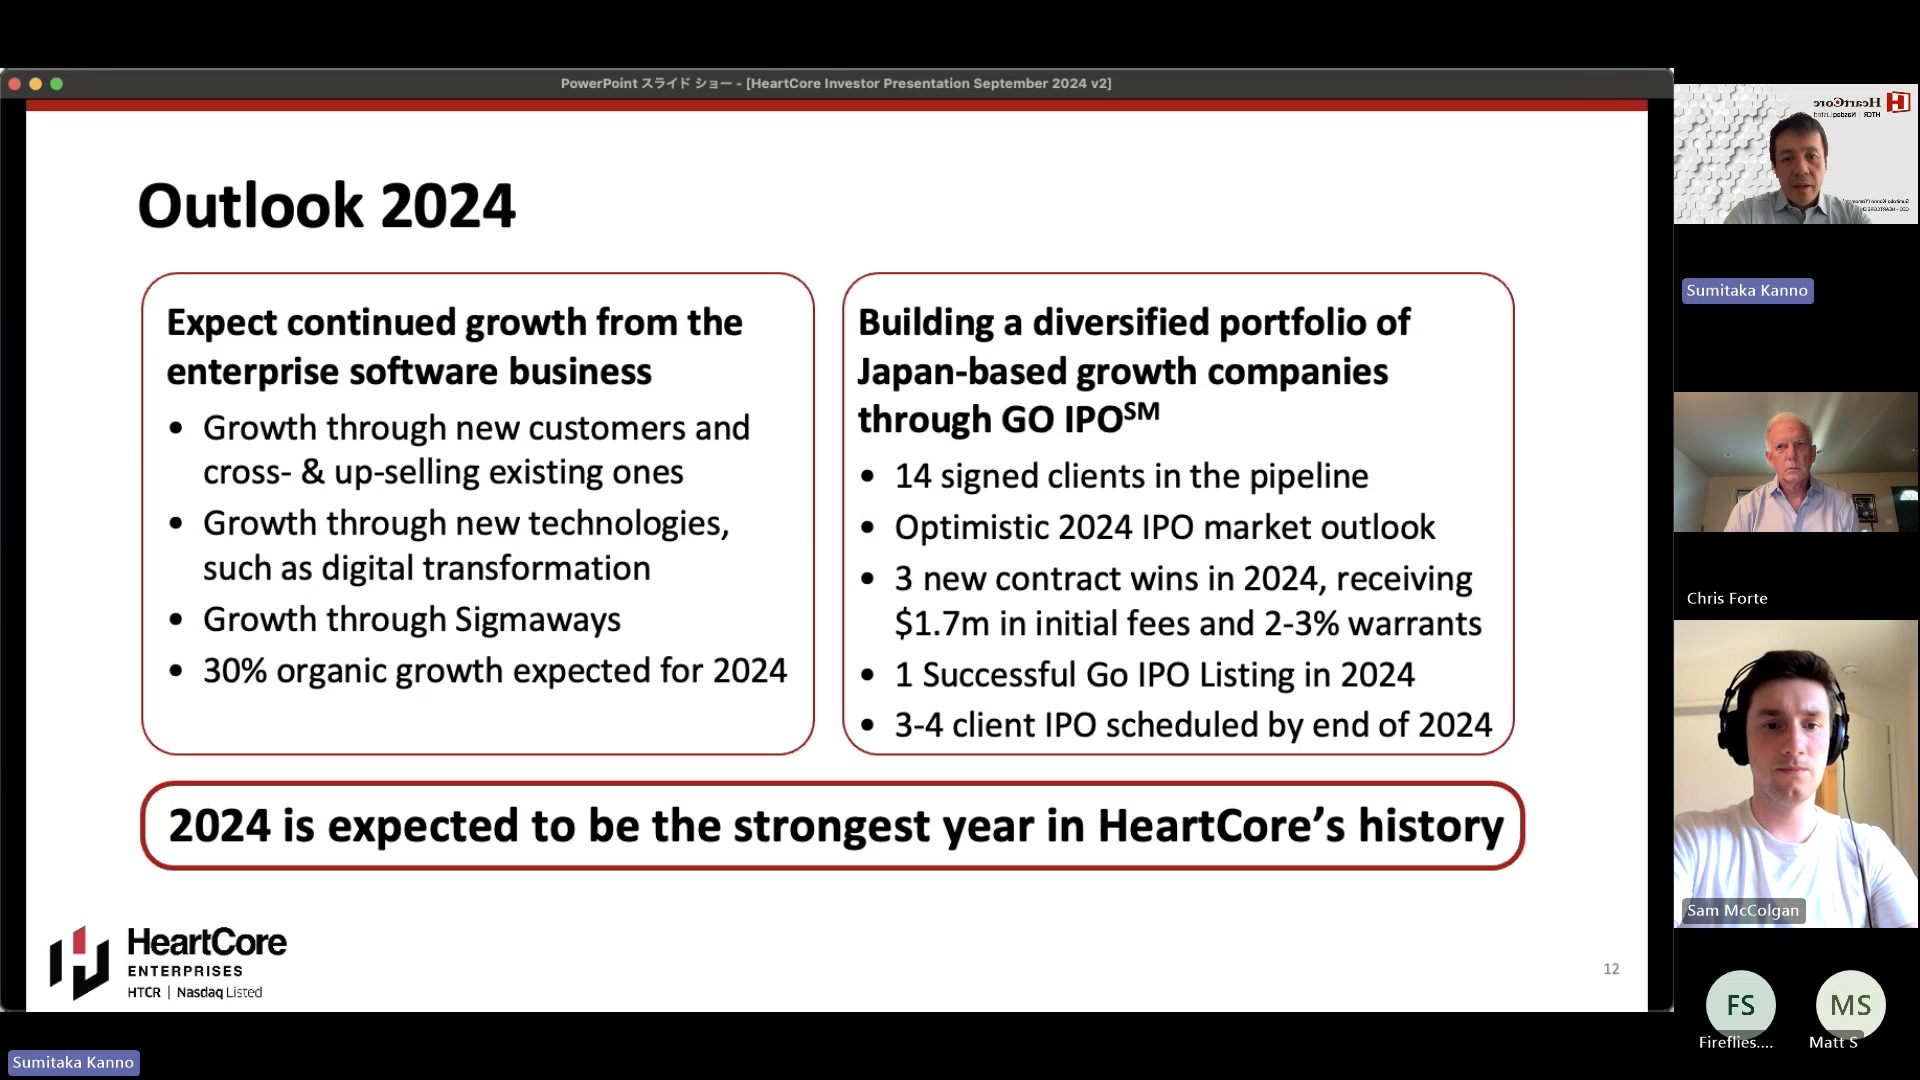 PowerPoint スライド ショー - [HeartCore Investor Presentation September 2024 v2]
Outlook 2024
Expect continued growth from the
enterprise software business
• Growth through new customers and
cross- & up-selling existing ones
• Growth through new technologies,
such as digital transformation
• Growth through Sigmaways
• 30% organic growth expected for 2024
Building a diversified portfolio of
Japan-based growth companies
through GO IPO℠
• 14 signed clients in the pipeline
• Optimistic 2024 IPO market outlook
• 3 new contract wins in 2024, receiving
$1.7m in initial fees and 2-3% warrants
• 1 Successful Go IPO Listing in 2024
• 3-4 client IPO scheduled by end of 2024
2024 is expected to be the strongest year in HeartCore’s history
HeartCore
ENTERPRISES
HTCR | Nasdaq Listed
12
HeartCore
HTCR | Nasdaq Listed
Sumitaka Kanno
Chris Forte
Sam McColgan
FS
Fireflies....
MS
Matt S
Sumitaka Kanno